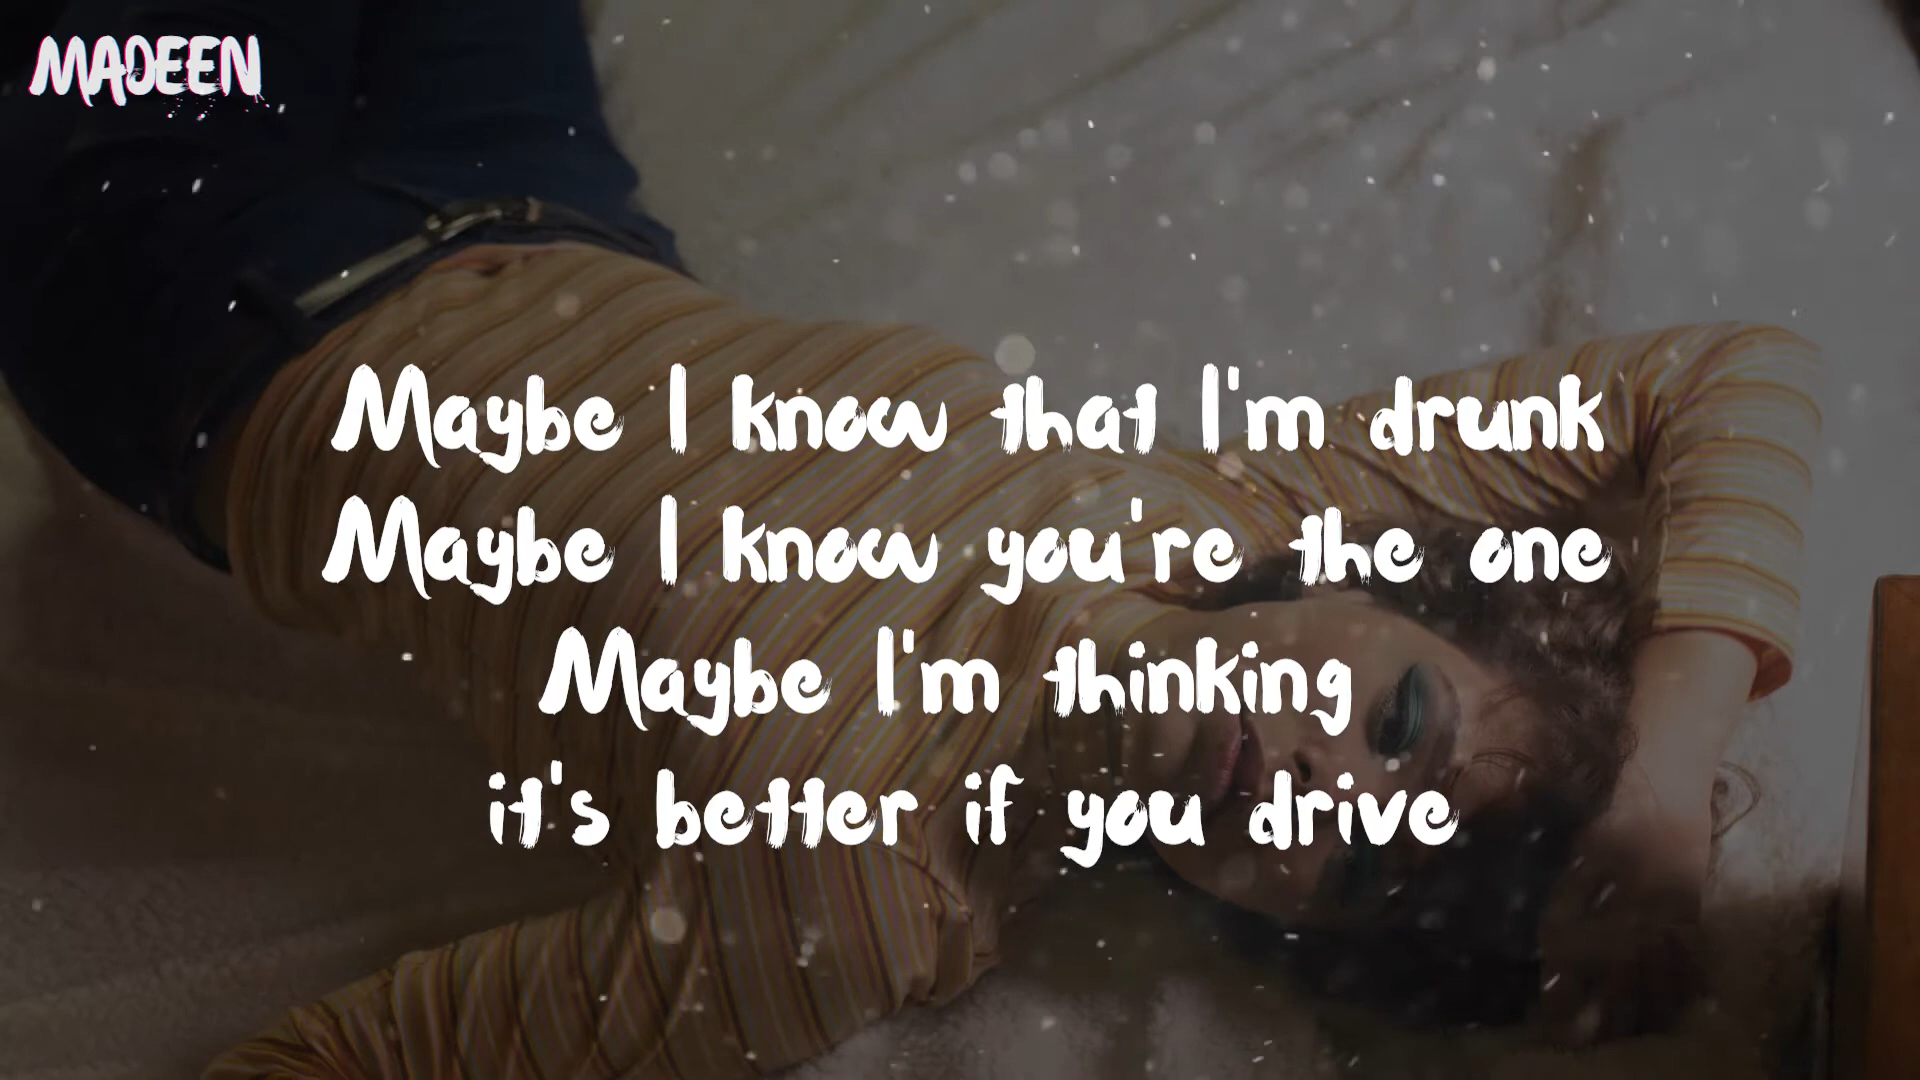 MADEEN
Maybe I know that I'm drunk
Maybe I know you're the one
Maybe I'm thinking
it's better if you drive